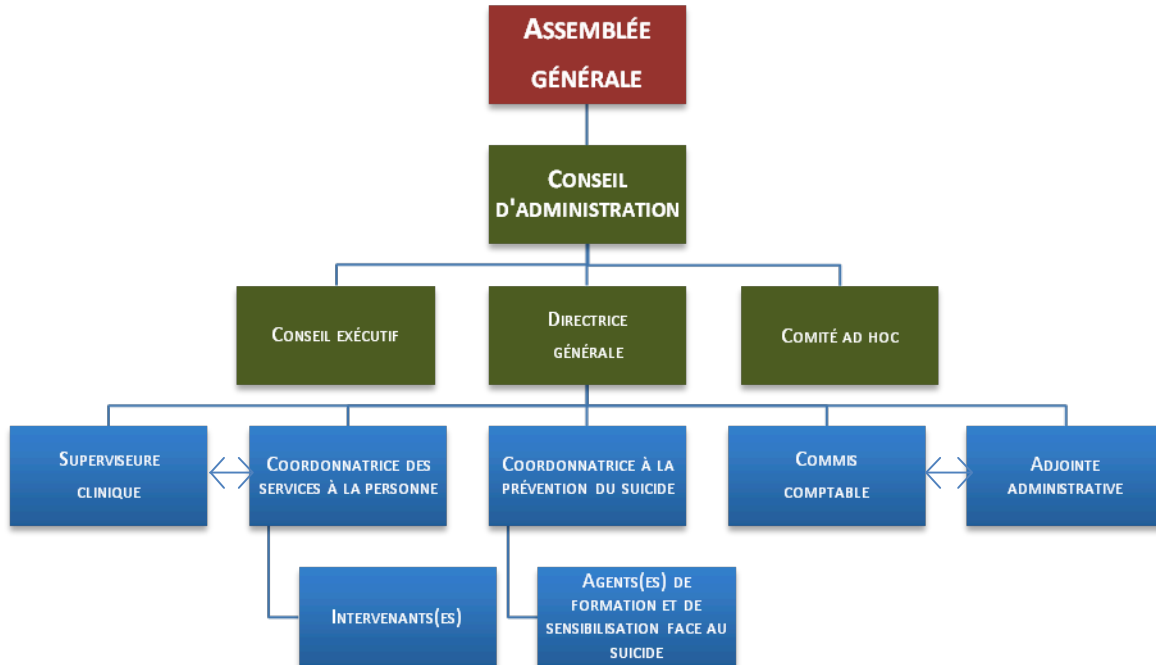 ASSEMBLÉE
GÉNÉRALE
CONSEIL
D'ADMINISTRATION
CONSEIL EXÉCUTIF
DIRECTRICE
GÉNÉRALE
COMITÉ AD HOC
SUPERVISEURE
CLINIQUE
COORDONNATRICE DES
SERVICES À LA PERSONNE
COORDONNATRICE À LA
PRÉVENTION DU SUICIDE
COMMIS
COMPTABLE
ADJOINTE
ADMINISTRATIVE
INTERVENANTS(ES)
AGENTS(ES) DE
FORMATION ET DE
SENSIBILISATION FACE AU
SUICIDE